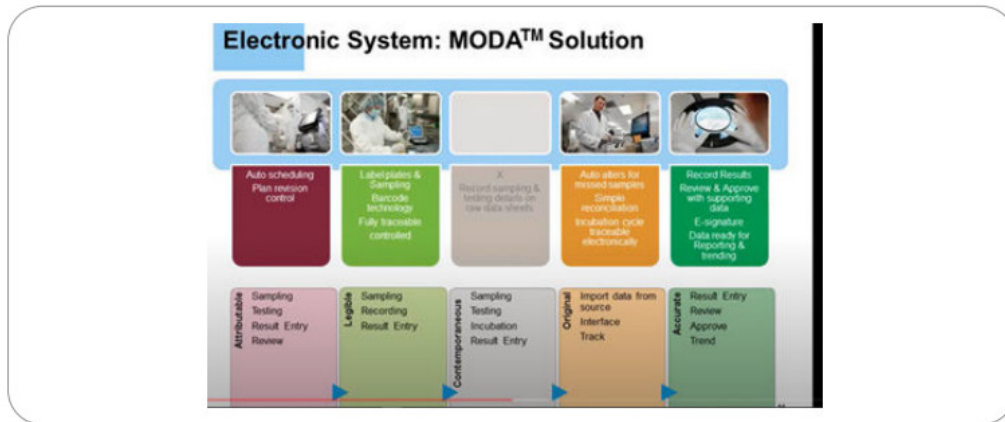 Electronic System: MODA™ Solution
Auto scheduling
Plan revision
control
Label plates &
Sampling
Barcode
technology
Fully traceable
controlled
X
Record sampling &
testing details on
raw data sheets
Auto alters for
missed samples
Simple
reconciliation
Incubation cycle
traceable
electronically
Record Results
Review & Approve
with supporting
data
E-signature
Data ready for
Reporting &
trending
Attributable
Sampling
Testing
Result Entry
Review
Legible
Sampling
Recording
Result Entry
Contemporaneous
Sampling
Testing
Incubation
Result Entry
Original
Import data from
source
Interface
Track
Accurate
Result Entry
Review
Approve
Trend